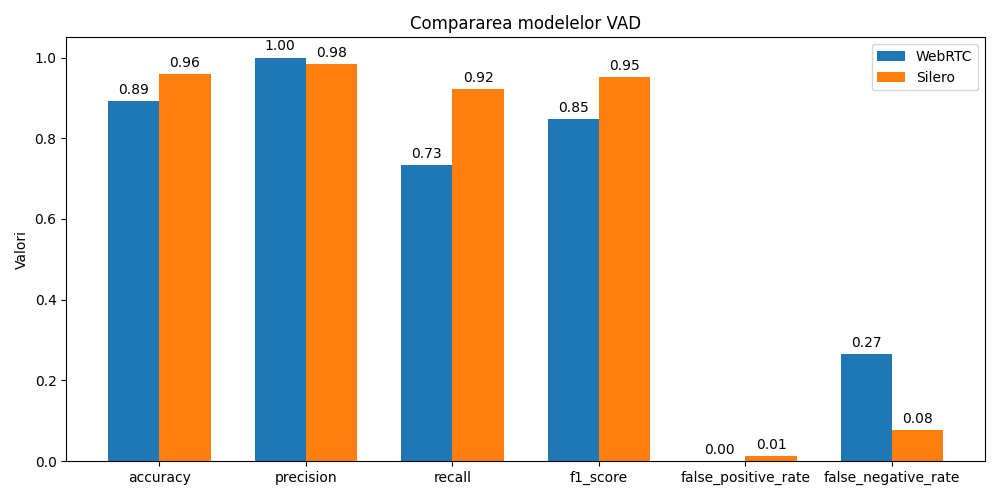 Compararea modelelor VAD
WebRTC
Silero
Valori
1.0
0.8
0.6
0.4
0.2
0.0
0.89
0.96
1.00
0.98
0.73
0.92
0.85
0.95
0.00
0.01
0.27
0.08
accuracy
precision
recall
f1_score
false_positive_rate
false_negative_rate